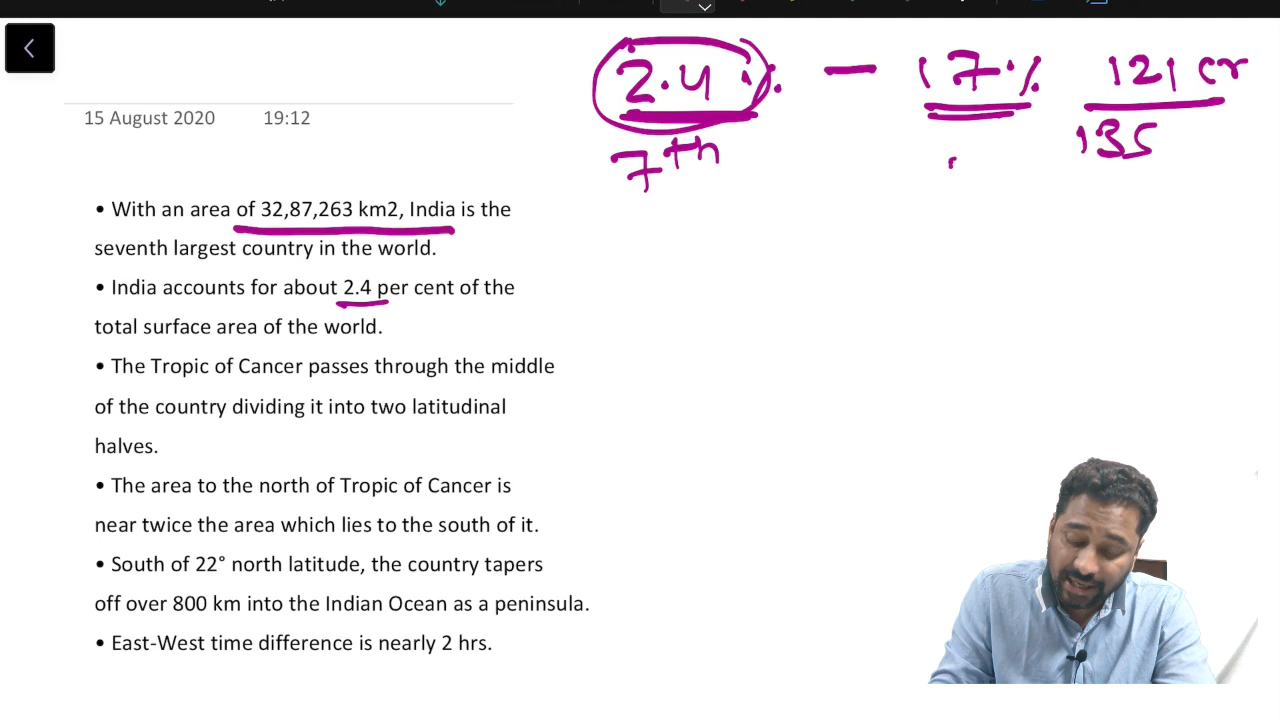 2.4 % — 17 % 121 cr
7th 135
15 August 2020 19:12
• With an area of 32,87,263 km2, India is the
seventh largest country in the world.
• India accounts for about 2.4 per cent of the
total surface area of the world.
• The Tropic of Cancer passes through the middle
of the country dividing it into two latitudinal
halves.
• The area to the north of Tropic of Cancer is
near twice the area which lies to the south of it.
• South of 22° north latitude, the country tapers
off over 800 km into the Indian Ocean as a peninsula.
• East-West time difference is nearly 2 hrs.